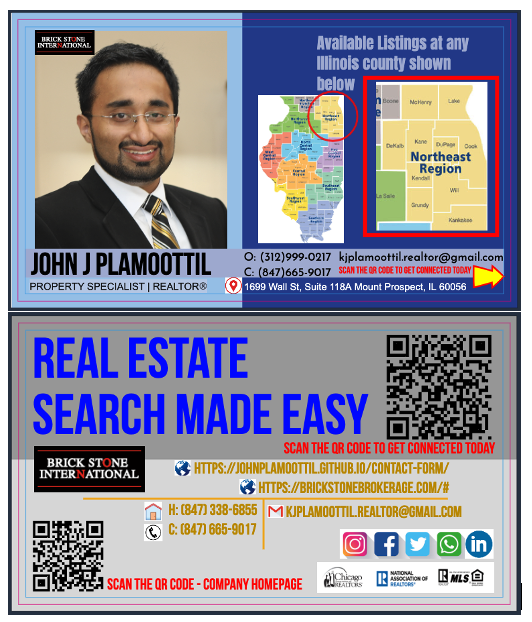 BRICK STONE
INTERNATIONAL
Available Listings at any
Illinois county shown
below
Northeast
Region
Boone
McHenry
Lake
DeKalb
Kane
DuPage
Cook
Northeast
Region
Kendall
La Salle
Will
Grundy
Kankakee
JOHN J PLAMOOTTIL
PROPERTY SPECIALIST | REALTOR®
O: (312)999-0217 kjplamoottil.realtor@gmail.com
C: (847)665-9017 SCAN THE QR CODE TO GET CONNECTED TODAY
1699 Wall St, Suite 118A Mount Prospect, IL 60056
REAL ESTATE
SEARCH MADE EASY
SCAN THE QR CODE TO GET CONNECTED TODAY
BRICK STONE
INTERNATIONAL
HTTPS://JOHNPLAMOOTTIL.GITHUB.IO/CONTACT-FORM/
HTTPS://BRICKSTONEBROKERAGE.COM/#
H: (847) 338-6855
KJPLAMOOTTIL.REALTOR@GMAIL.COM
C: (847) 665-9017
SCAN THE QR CODE - COMPANY HOMEPAGE
in
Chicago
REALTORS
NATIONAL
ASSOCIATION OF
REALTORS®
MLS